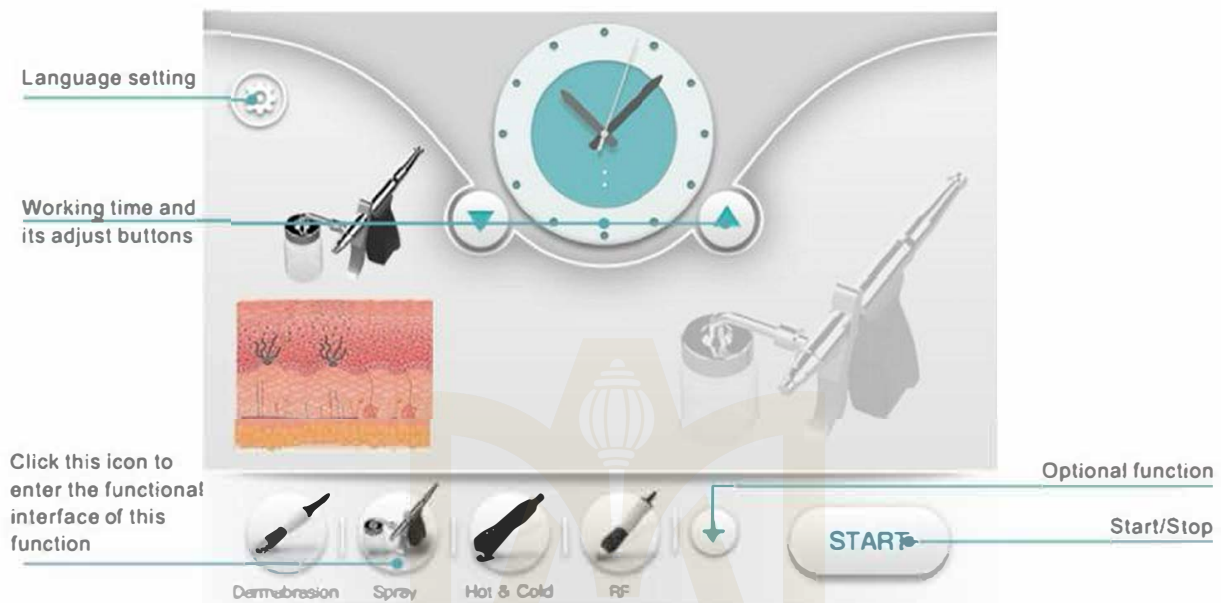 Language setting
Working time and
its adjust buttons
Click this icon to
enter the functional
interface of this
function
Optional function
START
Start/Stop
Dermabrasion
Spray
Hot & Cold
RF